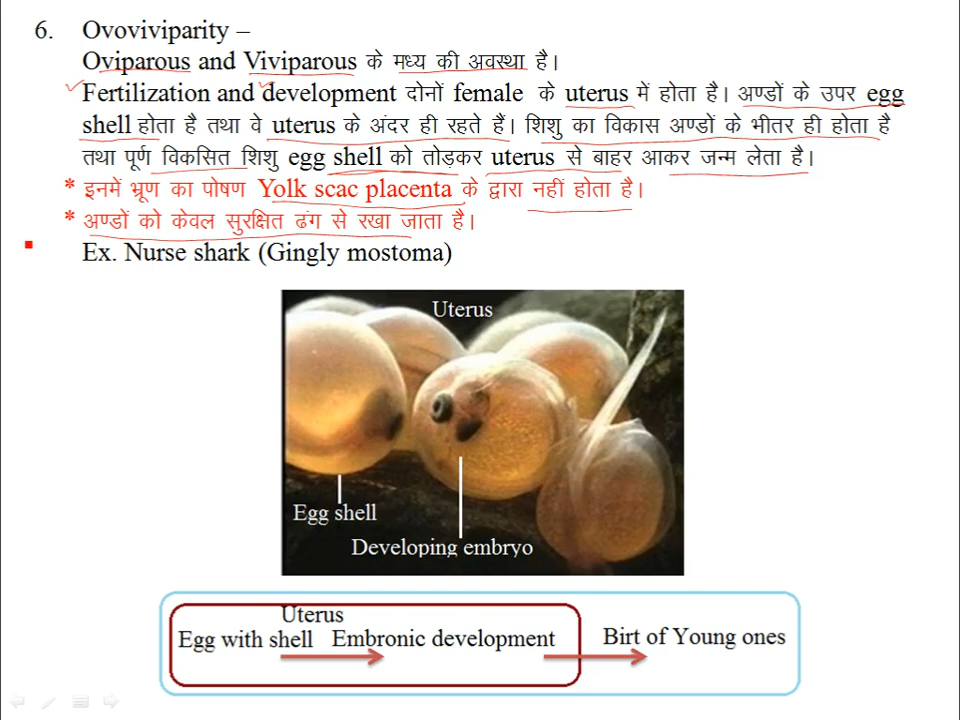 6. Ovoviviparity –
Oviparous and Viviparous के मध्य की अवस्था है।
Fertilization and development दोनों female के uterus में होता है। अण्डों के उपर egg
shell होता है तथा वे uterus के अंदर ही रहते हैं। शिशु का विकास अण्डों के भीतर ही होता है
तथा पूर्ण विकसित शिशु egg shell को तोड़कर uterus से बाहर आकर जन्म लेता है।
* इनमें भ्रूण का पोषण Yolk scac placenta के द्वारा नहीं होता है।
* अण्डों को केवल सुरक्षित ढंग से रखा जाता है।
Ex. Nurse shark (Gingly mostoma)
Uterus
Egg shell
Developing embryo
Uterus
Egg with shell Embronic development Birt of Young ones